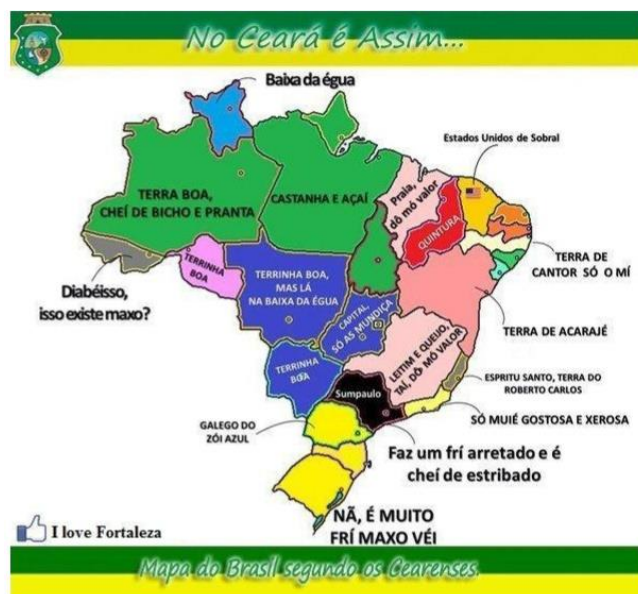 No Ceará é Assim...
Baixa da égua
Estados Unidos de Sobral
TERRA BOA,
CHEÍ DE BICHO E PRANTA
CASTANHA E AÇAÍ
Praia,
dô mó valor
QUINTURA
TERRINHA
BOA
TERRINHA BOA,
MAS LÁ
NA BAIXA DA ÉGUA
TERRA DE
CANTOR SÓ O MÍ
Diabéisso,
isso existe maxo?
CAPITAL,
SÓ AS MUNDIÇA
TERRA DE ACARAJÉ
LEITIM E QUEIJO,
TAÍ, DÔ MÓ VALOR
TERRINHA
BOA
ESPRITU SANTO, TERRA DO
ROBERTO CARLOS
Sumpaulo
SÓ MUIÉ GOSTOSA E XEROSA
GALEGO DO
ZÓI AZUL
Faz um frí arretado e é
cheí de estribado
NÃ, É MUITO
FRÍ MAXO VÉI
I love Fortaleza
Mapa do Brasil segundo os Cearenses.